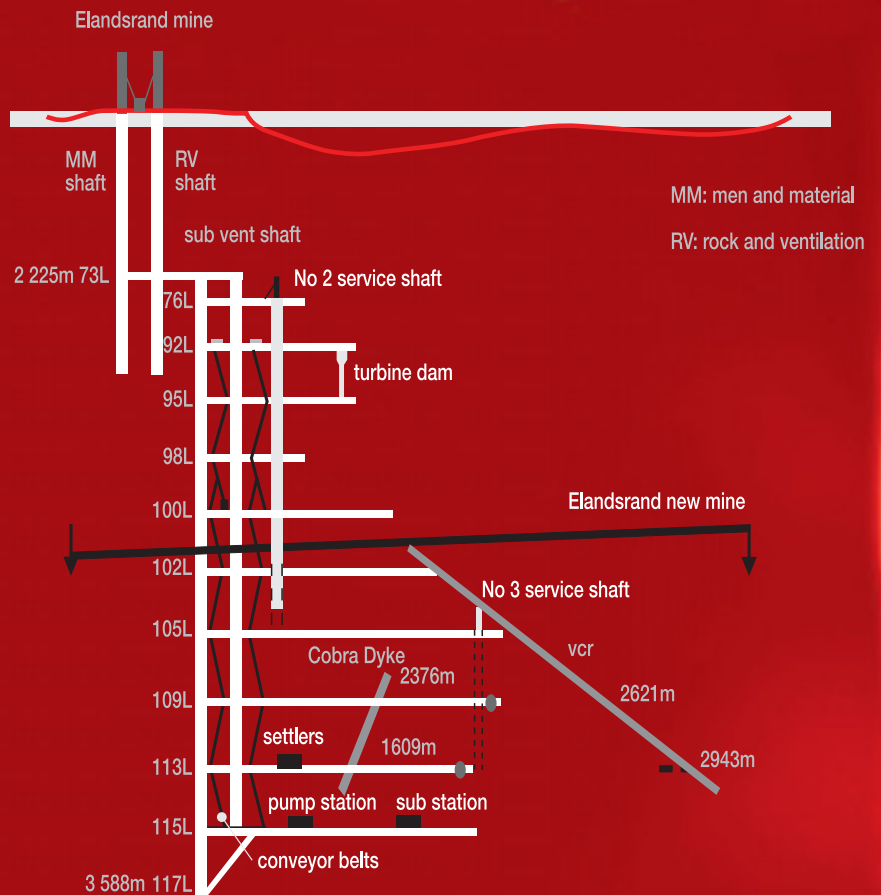 Elandsrand mine
MM
shaft
RV
shaft
MM: men and material
sub vent shaft
RV: rock and ventilation
2 225m 73L
No 2 service shaft
76L
92L
turbine dam
95L
98L
Elandsrand new mine
100L
102L
No 3 service shaft
105L
Cobra Dyke
vcr
2376m
2621m
109L
settlers
1609m
2943m
113L
pump station
sub station
115L
conveyor belts
3 588m 117L